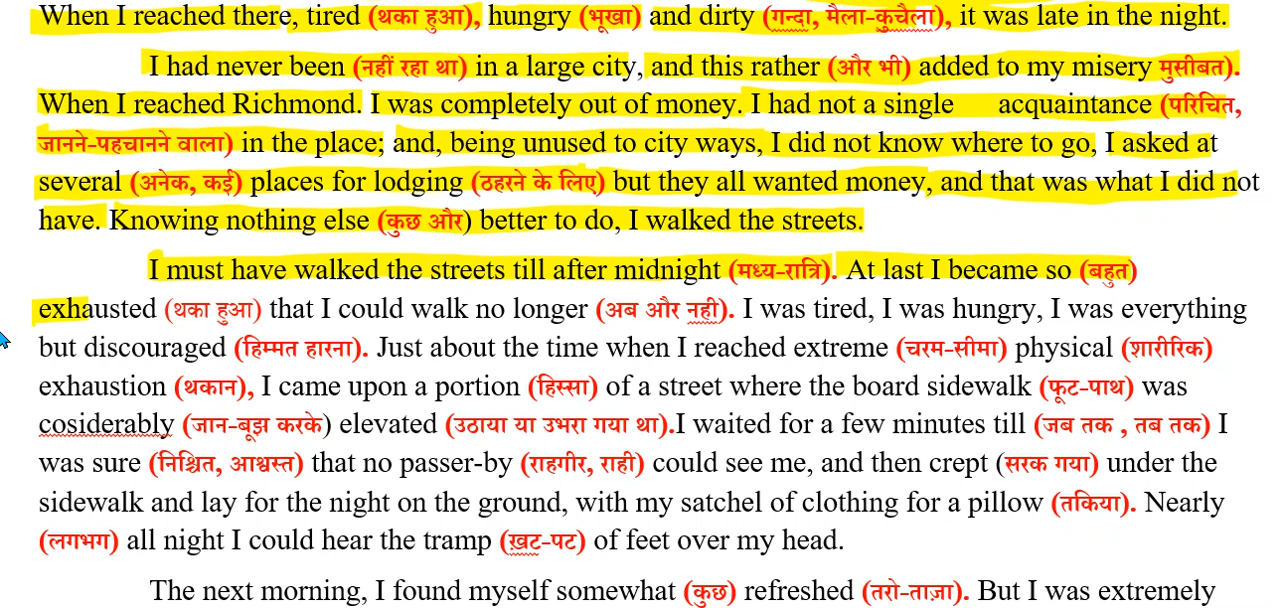 When I reached there, tired (थका हुआ), hungry (भूखा) and dirty (गन्दा, मैला-कुचैला), it was late in the night.
I had never been (नहीं रहा था) in a large city, and this rather (और भी) added to my misery मुसीबत).
When I reached Richmond. I was completely out of money. I had not a single acquaintance (परिचित,
जानने-पहचानने वाला) in the place; and, being unused to city ways, I did not know where to go, I asked at
several (अनेक, कई) places for lodging (ठहरने के लिए) but they all wanted money, and that was what I did not
have. Knowing nothing else (कुछ और) better to do, I walked the streets.
I must have walked the streets till after midnight (मध्य-रात्रि). At last I became so (बहुत)
exhausted (थका हुआ) that I could walk no longer (अब और नही). I was tired, I was hungry, I was everything
but discouraged (हिम्मत हारना). Just about the time when I reached extreme (चरम-सीमा) physical (शारीरिक)
exhaustion (थकान), I came upon a portion (हिस्सा) of a street where the board sidewalk (फूट-पाथ) was
cosiderably (जान-बूझ करके) elevated (उठाया या उभरा गया था).I waited for a few minutes till (जब तक , तब तक) I
was sure (निश्चित, आश्वस्त) that no passer-by (राहगीर, राही) could see me, and then crept (सरक गया) under the
sidewalk and lay for the night on the ground, with my satchel of clothing for a pillow (तकिया). Nearly
(लगभग) all night I could hear the tramp (ख़ट-पट) of feet over my head.
The next morning, I found myself somewhat (कुछ) refreshed (तरो-ताज़ा). But I was extremely